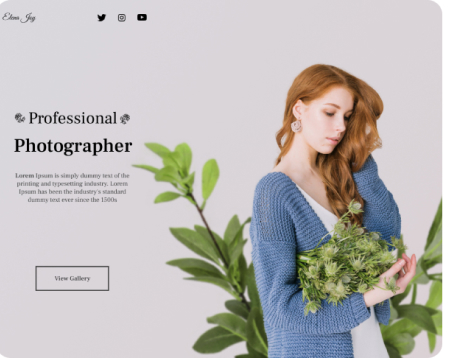 Elena Joy
Professional
Photographer
Lorem Ipsum is simply dummy text of the
printing and typesetting industry. Lorem
Ipsum has been the industry's standard
dummy text ever since the 1500s
View Gallery